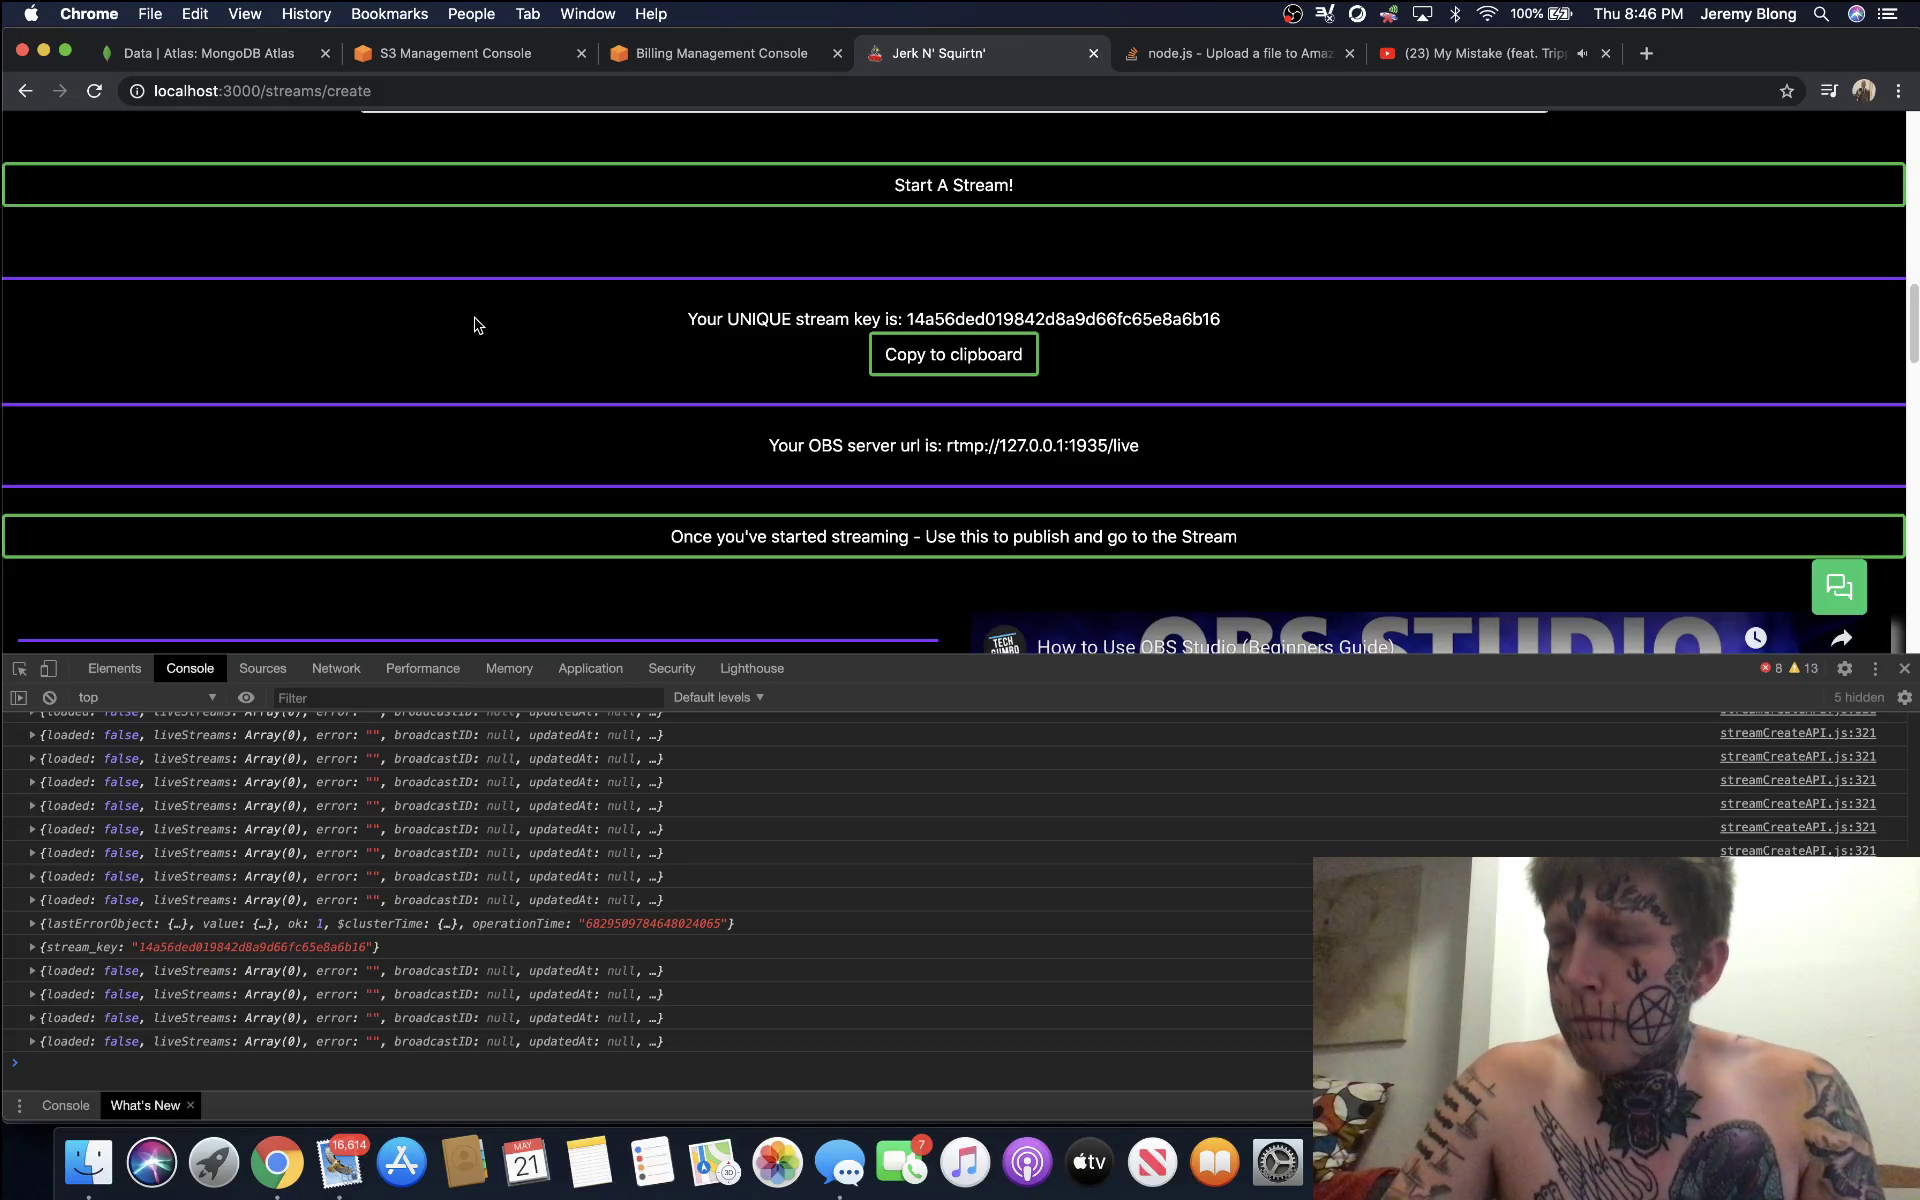 Chrome File Edit View History Bookmarks People Tab Window Help 100% Thu 8:46 PM Jeremy Blong
Data | Atlas: MongoDB Atlas S3 Management Console Billing Management Console Jerk N' Squirtn' node.js - Upload a file to Ama (23) My Mistake (feat. Trip
localhost:3000/streams/create
Start A Stream!
Your UNIQUE stream key is: 14a56ded019842d8a9d66fc65e8a6b16
Copy to clipboard
Your OBS server url is: rtmp://127.0.0.1:1935/live
Once you've started streaming - Use this to publish and go to the Stream
OBS STUDIO
TECH GUMBO
How to Use OBS Studio (Beginners Guide)
Elements Console Sources Network Performance Memory Application Security Lighthouse 8 13
top Filter Default levels 5 hidden
{loaded: false, liveStreams: Array(0), error: "", broadcastID: null, updatedAt: null, …} streamCreateAPI.js:321
{loaded: false, liveStreams: Array(0), error: "", broadcastID: null, updatedAt: null, …} streamCreateAPI.js:321
{loaded: false, liveStreams: Array(0), error: "", broadcastID: null, updatedAt: null, …} streamCreateAPI.js:321
{loaded: false, liveStreams: Array(0), error: "", broadcastID: null, updatedAt: null, …} streamCreateAPI.js:321
{loaded: false, liveStreams: Array(0), error: "", broadcastID: null, updatedAt: null, …} streamCreateAPI.js:321
{loaded: false, liveStreams: Array(0), error: "", broadcastID: null, updatedAt: null, …} streamCreateAPI.js:321
{loaded: false, liveStreams: Array(0), error: "", broadcastID: null, updatedAt: null, …} streamCreateAPI.js:321
{loaded: false, liveStreams: Array(0), error: "", broadcastID: null, updatedAt: null, …}
{loaded: false, liveStreams: Array(0), error: "", broadcastID: null, updatedAt: null, …}
{lastErrorObject: {…}, value: {…}, ok: 1, $clusterTime: {…}, operationTime: "6829509784648024065"}
{stream_key: "14a56ded019842d8a9d66fc65e8a6b16"}
{loaded: false, liveStreams: Array(0), error: "", broadcastID: null, updatedAt: null, …}
{loaded: false, liveStreams: Array(0), error: "", broadcastID: null, updatedAt: null, …}
{loaded: false, liveStreams: Array(0), error: "", broadcastID: null, updatedAt: null, …}
{loaded: false, liveStreams: Array(0), error: "", broadcastID: null, updatedAt: null, …}
Console What's New
16,614 MAY 21 3D 7 tv